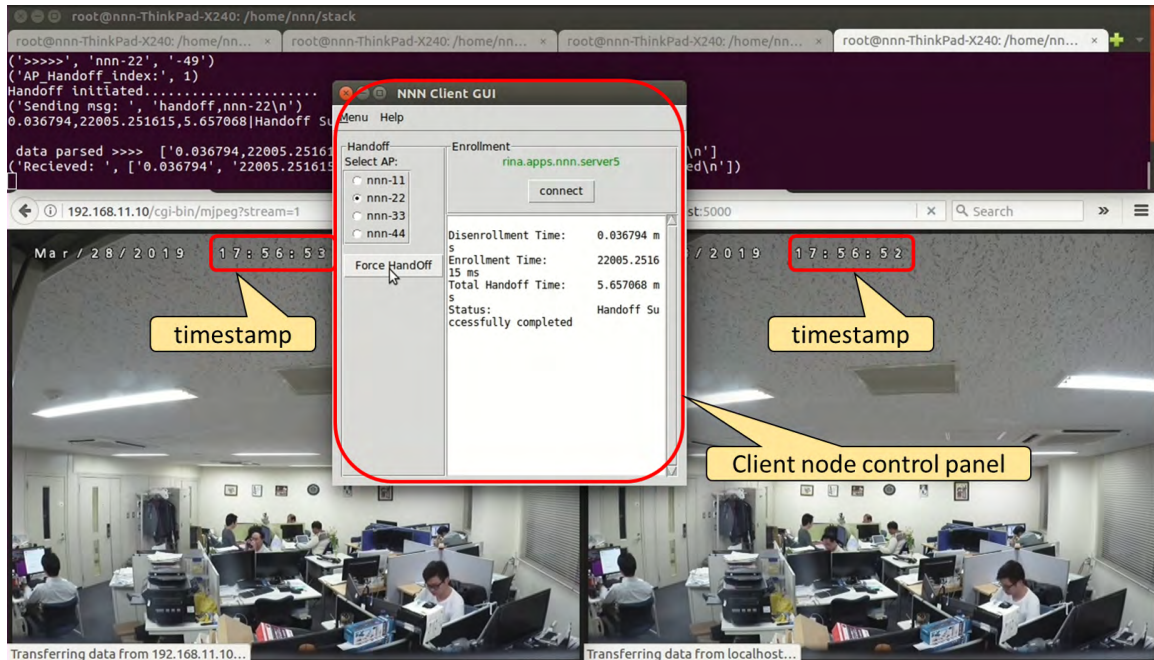 root@nnn-ThinkPad-X240: /home/nnn/stack
root@nnn-ThinkPad-X240: /home/nn... × root@nnn-ThinkPad-X240: /home/nn... × root@nnn-ThinkPad-X240: /home/nn... × root@nnn-ThinkPad-X240: /home/nn... ×
('>>>>>', 'nnn-22', '-49')
('AP_Handoff_index:', 1)
Handoff initiated......................
('Sending msg: ', 'handoff,nnn-22\n')
0.036794,22005.251615,5.657068|Handoff Su
data parsed >>>> ['0.036794,22005.25161 \n']
('Recieved: ', ['0.036794', '22005.251615 ed\n'])
NNN Client GUI
Menu Help
Handoff
Select AP:
nnn-11
nnn-22
nnn-33
nnn-44
Force HandOff
Enrollment
rina.apps.nnn.server5
connect
Disenrollment Time: 0.036794 m
s
Enrollment Time: 22005.2516
15 ms
Total Handoff Time: 5.657068 m
s
Status: Handoff Su
ccessfully completed
192.168.11.10/cgi-bin/mjpeg?stream=1
st:5000 × Search »
Mar/28/2019 17:56:53
/2019 17:56:52
timestamp
timestamp
Client node control panel
Transferring data from 192.168.11.10...
Transferring data from localhost...